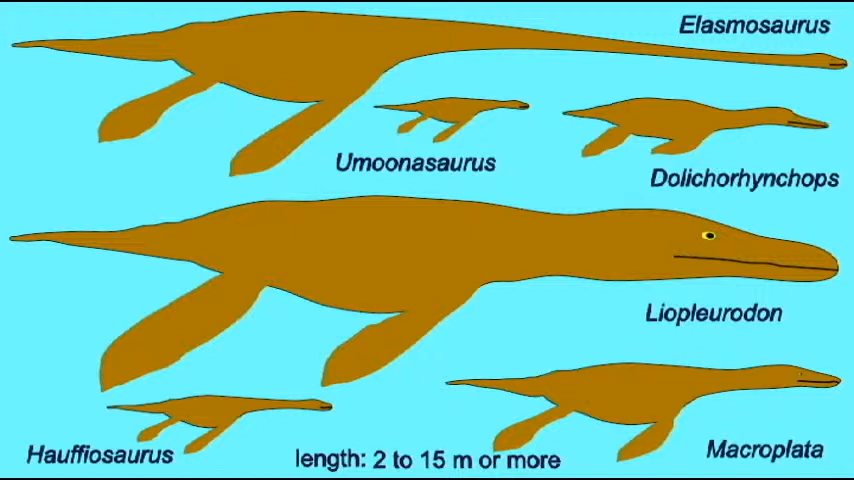 Elasmosaurus
Umoonasaurus
Dolichorhynchops
Liopleurodon
Hauffiosaurus
length: 2 to 15 m or more
Macroplata